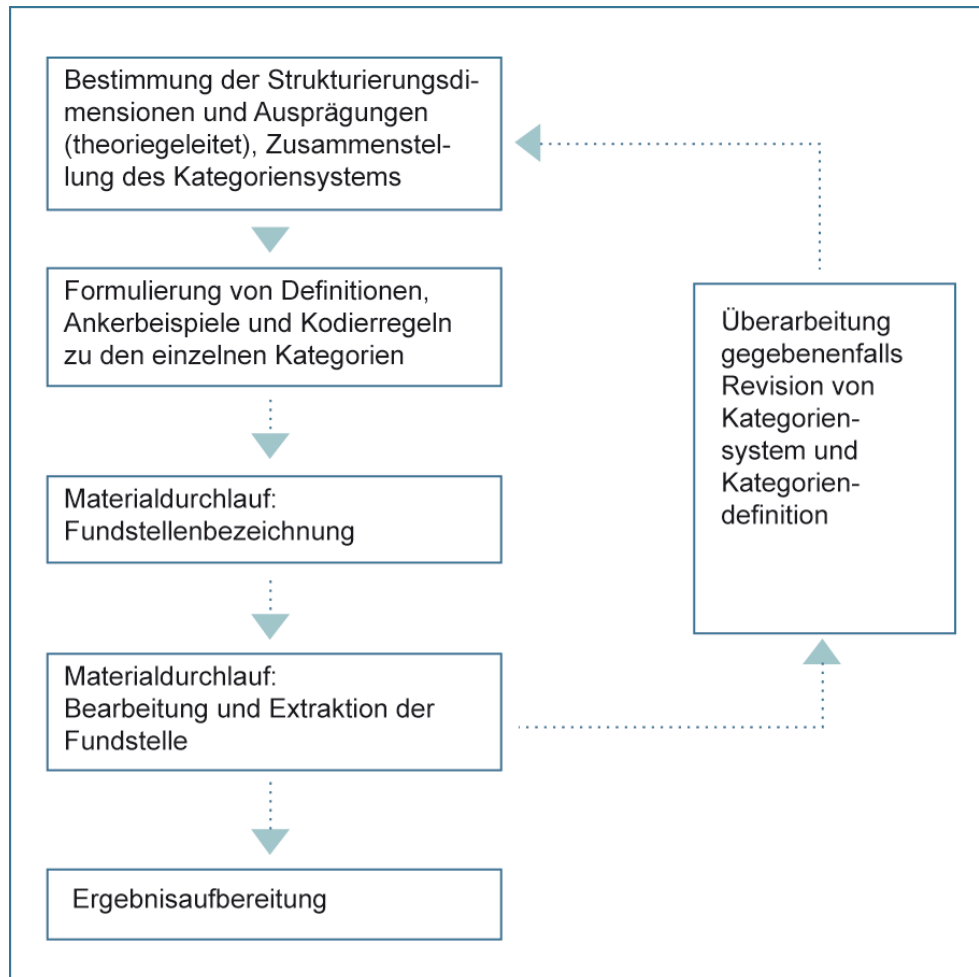 Bestimmung der Strukturierungsdi-
mensionen und Ausprägungen
(theoriegeleitet), Zusammenstel-
lung des Kategoriensystems
Formulierung von Definitionen,
Ankerbeispiele und Kodierregeln
zu den einzelnen Kategorien
Materialdurchlauf:
Fundstellenbezeichnung
Materialdurchlauf:
Bearbeitung und Extraktion der
Fundstelle
Ergebnisaufbereitung
Überarbeitung
gegebenenfalls
Revision von
Kategorien-
system und
Kategorien-
definition